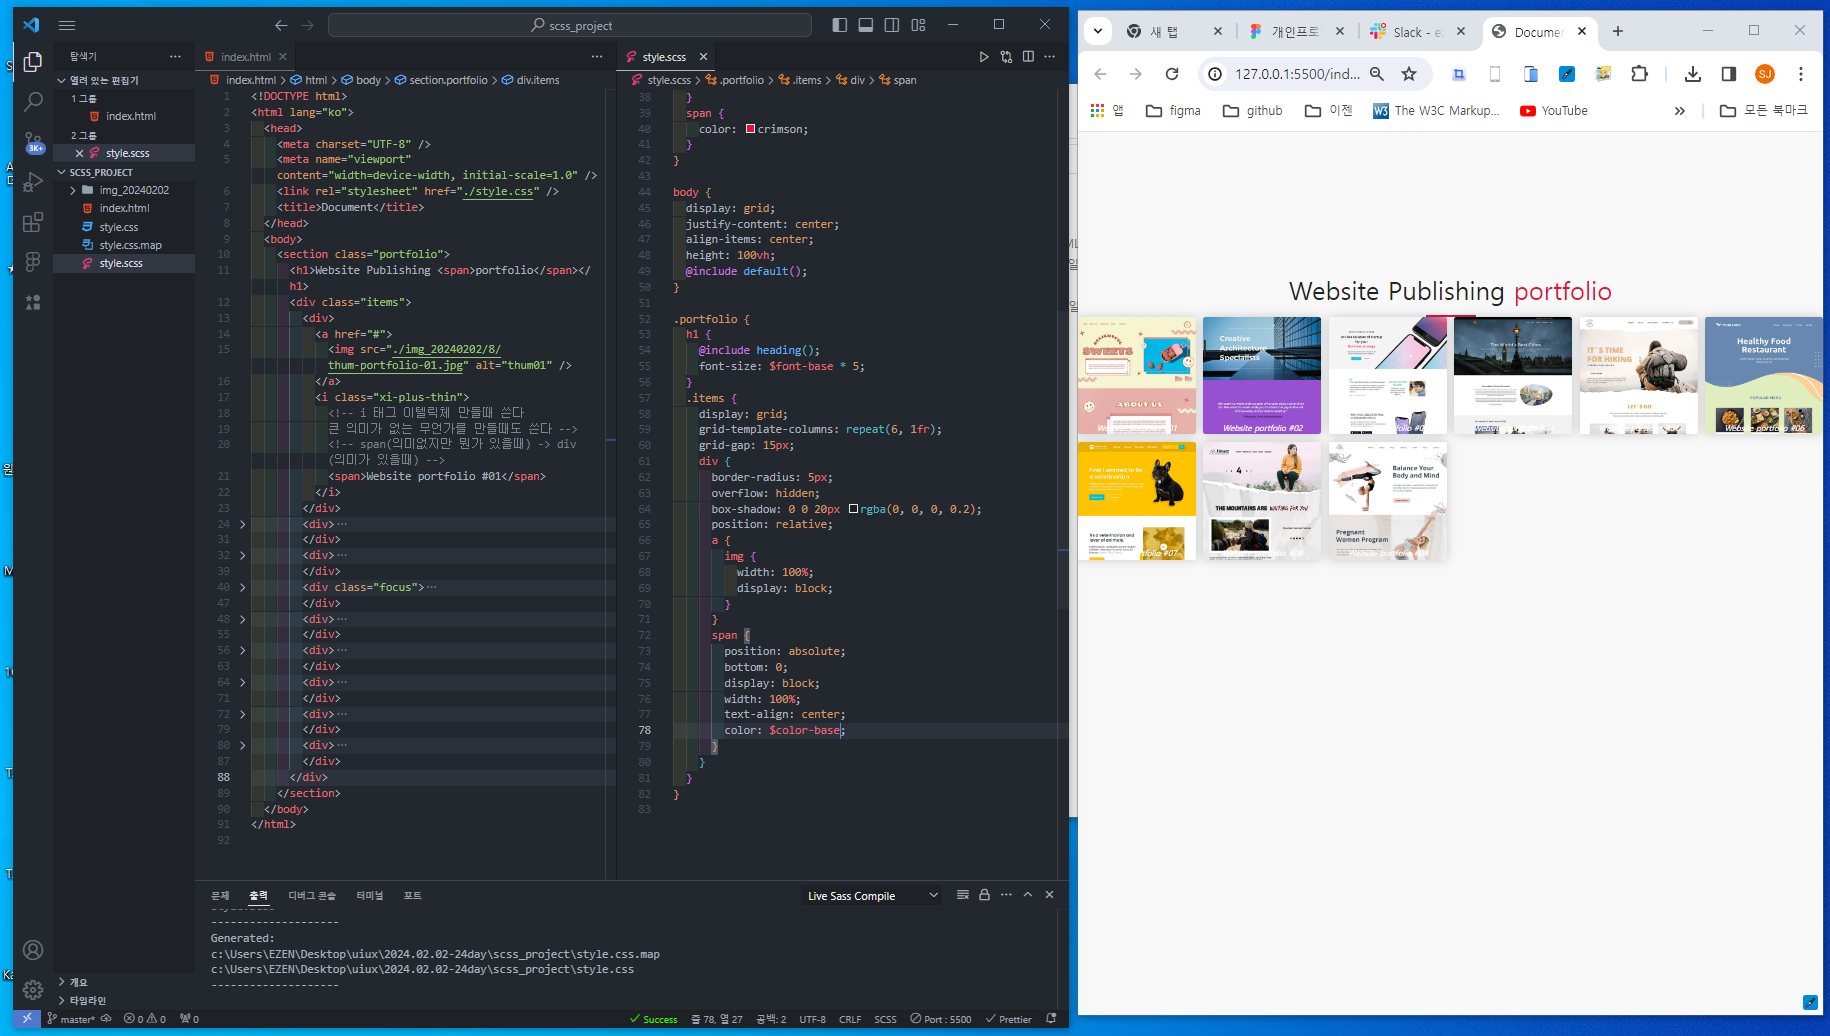 scss_project
탐색기
열려 있는 편집기
1 그룹
index.html
2 그룹
style.scss
SCSS_PROJECT
img_20240202
index.html
style.css
style.css.map
style.scss
개요
타임라인
3K+
index.html
index.html > html > body > section.portfolio > div.items
1 <!DOCTYPE html>
2 <html lang="ko">
3 <head>
4 <meta charset="UTF-8" />
5 <meta name="viewport"
content="width=device-width, initial-scale=1.0" />
6 <link rel="stylesheet" href="./style.css" />
7 <title>Document</title>
8 </head>
9 <body>
10 <section class="portfolio">
11 <h1>Website Publishing <span>portfolio</span></
h1>
12 <div class="items">
13 <div>
14 <a href="#">
15 <img src="./img_20240202/8/
thum-portfolio-01.jpg" alt="thum01" />
16 </a>
17 <i class="xi-plus-thin">
18 <!-- i 태그 이텔릭체 만들때 쓴다
19 큰 의미가 없는 무언가를 만들때도 쓴다 -->
20 <!-- span(의미없지만 뭔가 있을때) -> div
(의미가 있을때) -->
21 <span>Website portfolio #01</span>
22 </i>
23 </div>
24 <div>…
31 </div>
32 <div>…
39 </div>
40 <div class="focus">…
47 </div>
48 <div>…
55 </div>
56 <div>…
63 </div>
64 <div>…
71 </div>
72 <div>…
79 </div>
80 <div>…
87 </div>
88 </div>
89 </section>
90 </body>
91 </html>
92
style.scss
style.scss > .portfolio > .items > div > span
38 }
39 span {
40 color: crimson;
41 }
42 }
43
44 body {
45 display: grid;
46 justify-content: center;
47 align-items: center;
48 height: 100vh;
49 @include default();
50 }
51
52 .portfolio {
53 h1 {
54 @include heading();
55 font-size: $font-base * 5;
56 }
57 .items {
58 display: grid;
59 grid-template-columns: repeat(6, 1fr);
60 grid-gap: 15px;
61 div {
62 border-radius: 5px;
63 overflow: hidden;
64 box-shadow: 0 0 20px rgba(0, 0, 0, 0.2);
65 position: relative;
66 a {
67 img {
68 width: 100%;
69 display: block;
70 }
71 }
72 span {
73 position: absolute;
74 bottom: 0;
75 display: block;
76 width: 100%;
77 text-align: center;
78 color: $color-base;
79 }
80 }
81 }
82 }
83
문제 출력 디버그 콘솔 터미널 포트
Live Sass Compile
--------------------
Generated:
c:\Users\EZEN\Desktop\uiux\2024.02.02-24day\scss_project\style.css.map
c:\Users\EZEN\Desktop\uiux\2024.02.02-24day\scss_project\style.css
--------------------
master* 0 0 0
Success 줄 78, 열 27 공백: 2 UTF-8 CRLF SCSS Port : 5500 Prettier
새 탭
개인프로
Slack - e
Documen
127.0.0.1:5500/ind...
SJ
앱 figma github 이젠 The W3C Markup... YouTube » 모든 북마크
Website Publishing portfolio
SWEETS
ABOUT US
Creative
Architecture
Specialists
Website portfolio #02
The World's Best Cities
IT`S TIME
FOR HIKING
LET`S GO
Healthy Food
Restaurant
POPULAR MENU
Website portfolio #06
First I wanted to be
a veterinarian
As a veterinarian and
lover of animals,
THE MOUNTAINS ARE WAITING FOR YOU
Balance Your
Body and Mind
Pregnant
Women Program